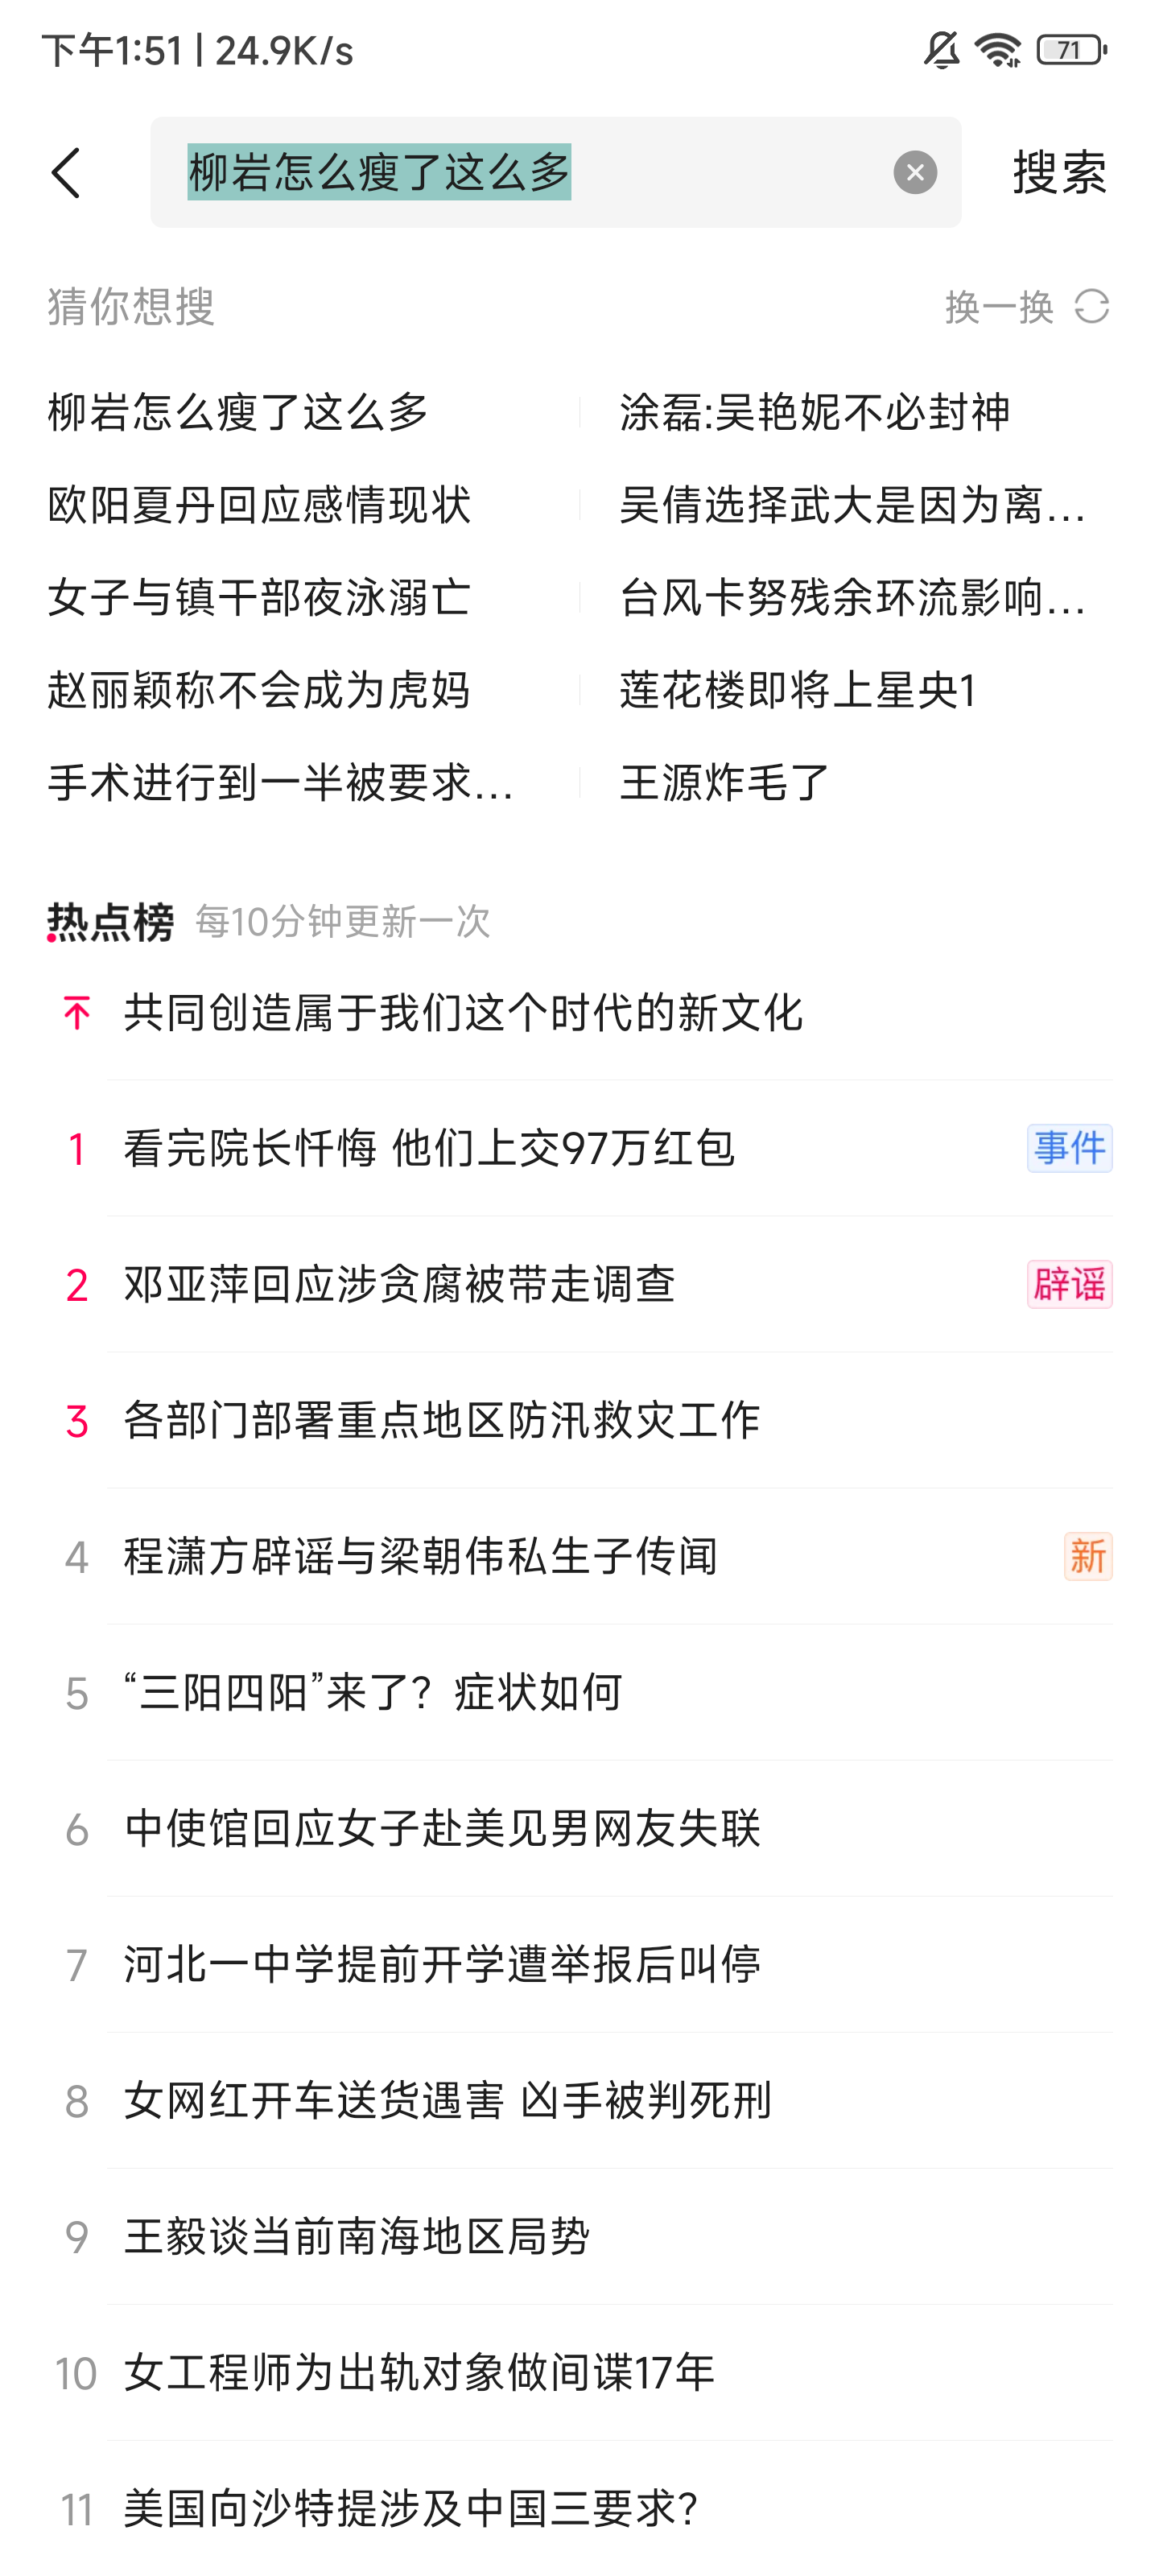 下午1:51 | 24.9K/s
71
柳岩怎么瘦了这么多
搜索
猜你想搜
换一换
柳岩怎么瘦了这么多
涂磊:吴艳妮不必封神
欧阳夏丹回应感情现状
吴倩选择武大是因为离...
女子与镇干部夜泳溺亡
台风卡努残余环流影响...
赵丽颖称不会成为虎妈
莲花楼即将上星央1
手术进行到一半被要求...
王源炸毛了
热点榜 每10分钟更新一次
共同创造属于我们这个时代的新文化
1 看完院长忏悔 他们上交97万红包 事件
2 邓亚萍回应涉贪腐被带走调查 辟谣
3 各部门部署重点地区防汛救灾工作
4 程潇方辟谣与梁朝伟私生子传闻 新
5 “三阳四阳”来了？症状如何
6 中使馆回应女子赴美见男网友失联
7 河北一中学提前开学遭举报后叫停
8 女网红开车送货遇害 凶手被判死刑
9 王毅谈当前南海地区局势
10 女工程师为出轨对象做间谍17年
11 美国向沙特提涉及中国三要求?